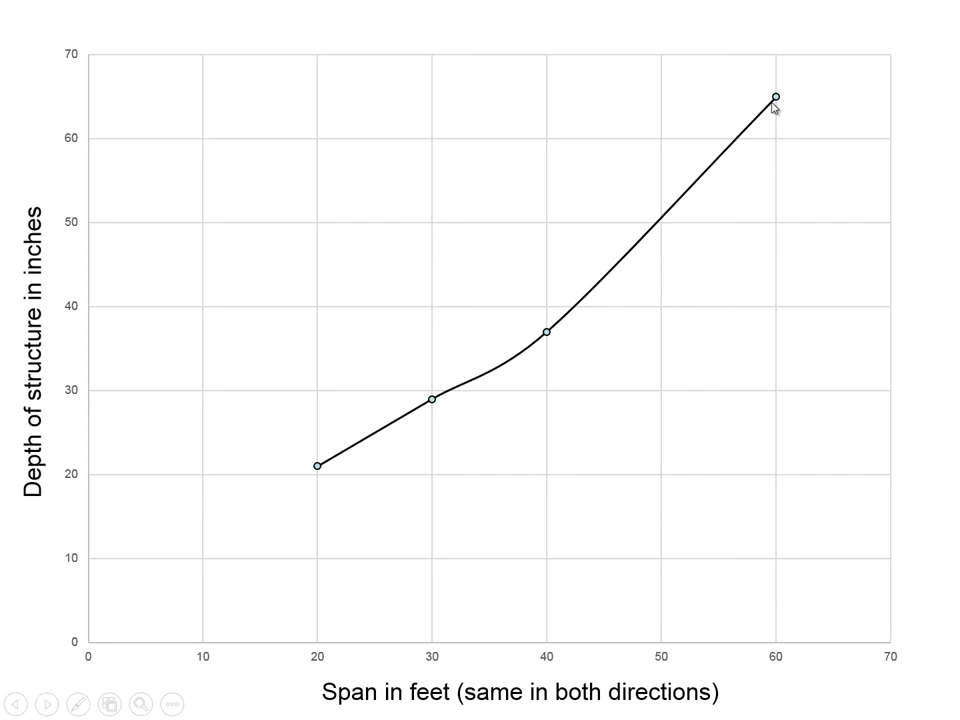 70
60
50
40
30
20
10
0
Depth of structure in inches
0 10 20 30 40 50 60 70
Span in feet (same in both directions)